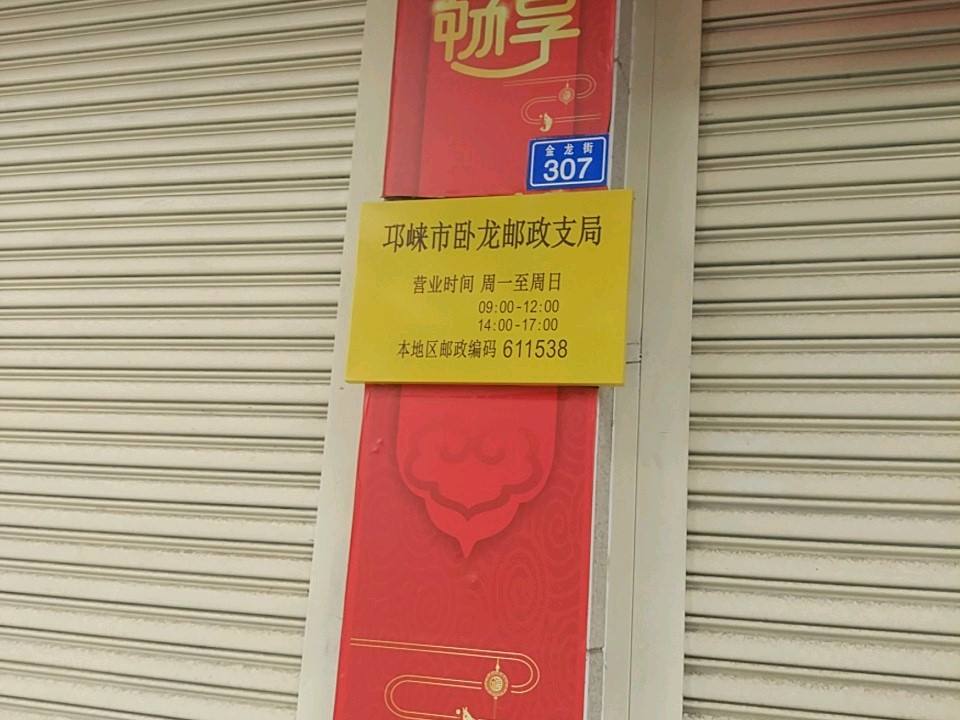 畅享
金龙街
307
邛崃市卧龙邮政支局
营业时间 周一至周日
09:00-12:00
14:00-17:00
本地区邮政编码 611538